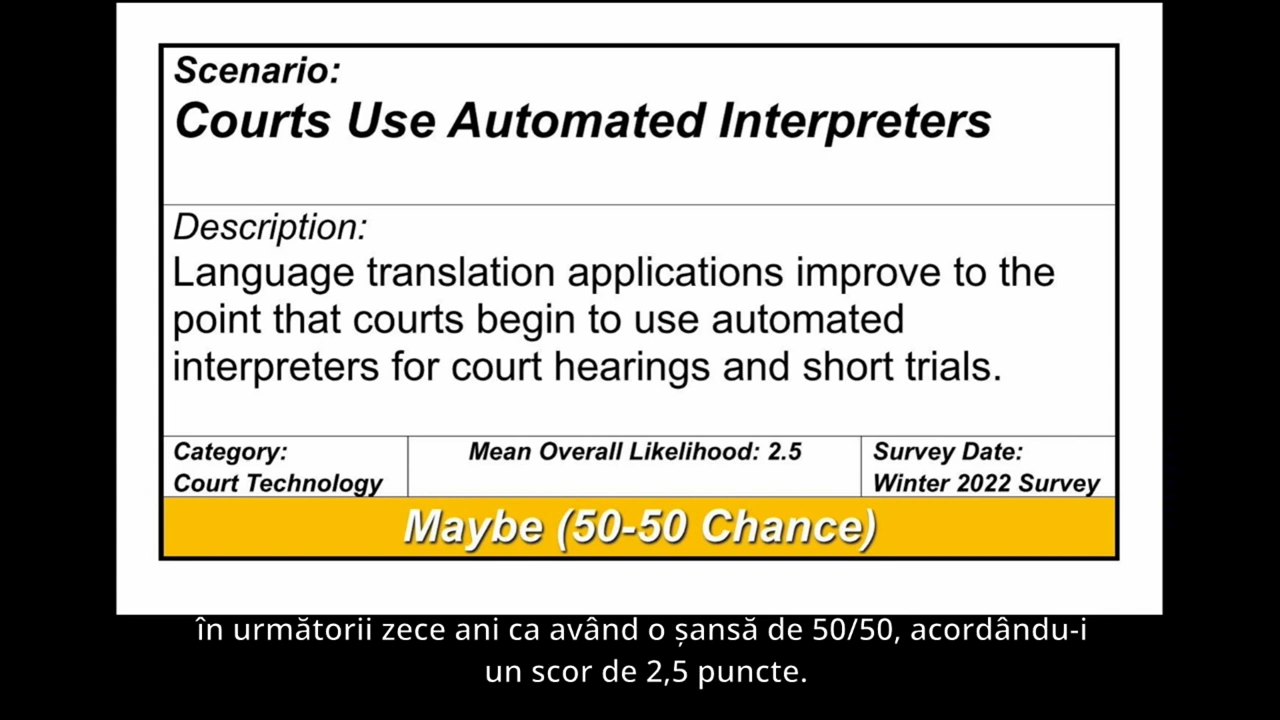 Scenario:
Courts Use Automated Interpreters
Description:
Language translation applications improve to the
point that courts begin to use automated
interpreters for court hearings and short trials.
Category:
Court Technology
Mean Overall Likelihood: 2.5
Survey Date:
Winter 2022 Survey
Maybe (50-50 Chance)
în următorii zece ani ca având o șansă de 50/50, acordându-i
un scor de 2,5 puncte.